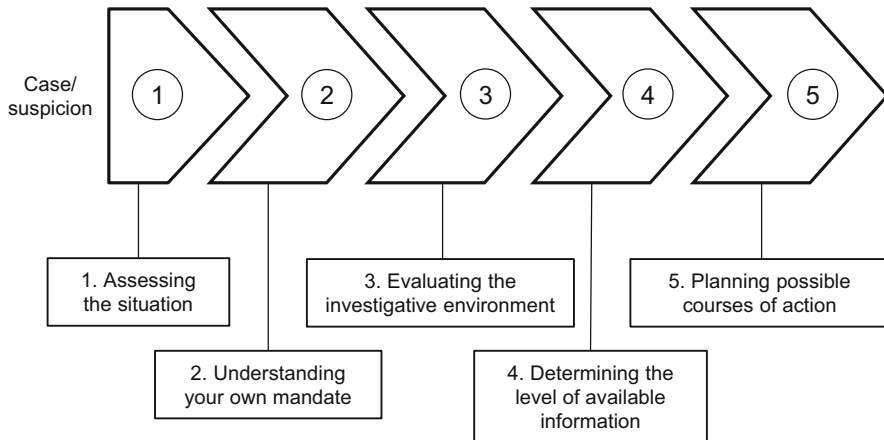 Case/
suspicion
1
2
3
4
5
1. Assessing
the situation
3. Evaluating the
investigative environment
5. Planning possible
courses of action
2. Understanding
your own mandate
4. Determining the
level of available
information